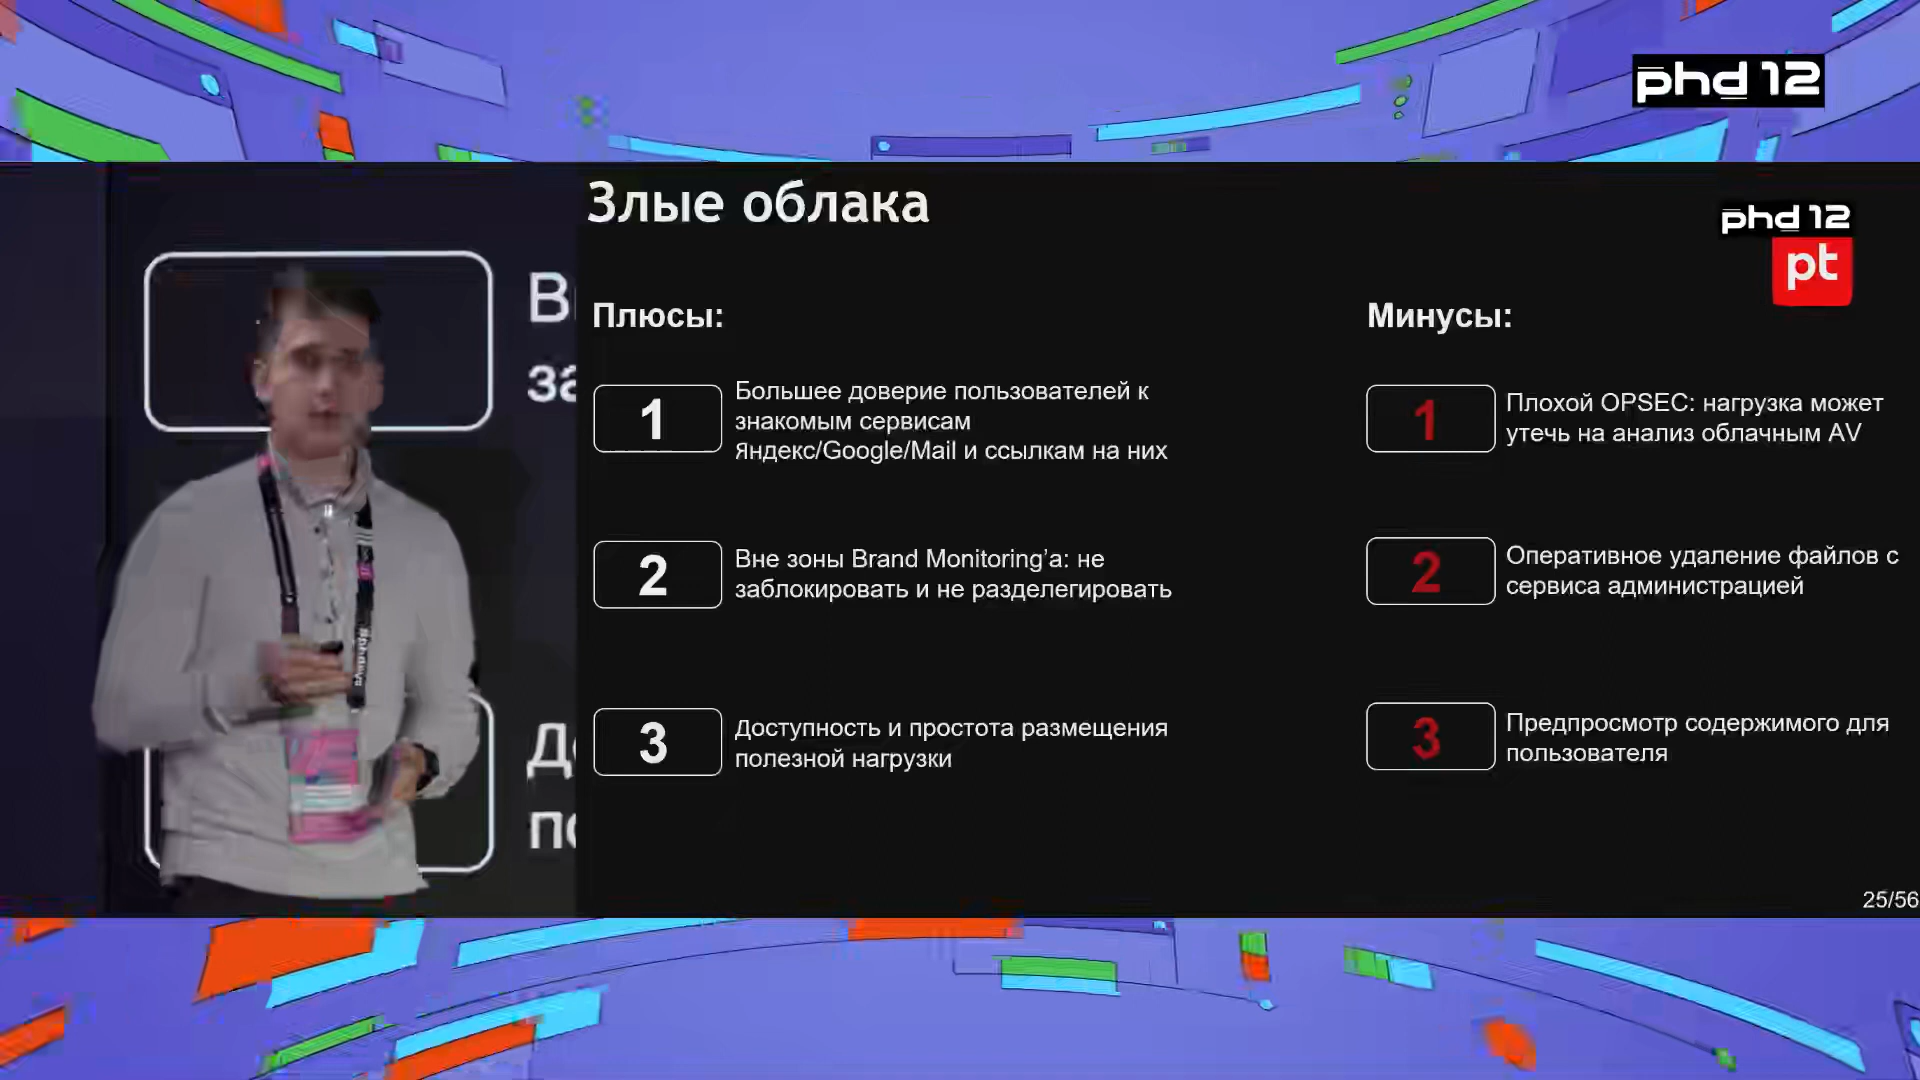 phd 12
Злые облака
phd 12
pt
Плюсы:
1
Большее доверие пользователей к
знакомым сервисам
Яндекс/Google/Mail и ссылкам на них
2
Вне зоны Brand Monitoring’а: не
заблокировать и не разделегировать
3
Доступность и простота размещения
полезной нагрузки
Минусы:
1
Плохой OPSEC: нагрузка может
утечь на анализ облачным AV
2
Оперативное удаление файлов с
сервиса администрацией
3
Предпросмотр содержимого для
пользователя
25/56